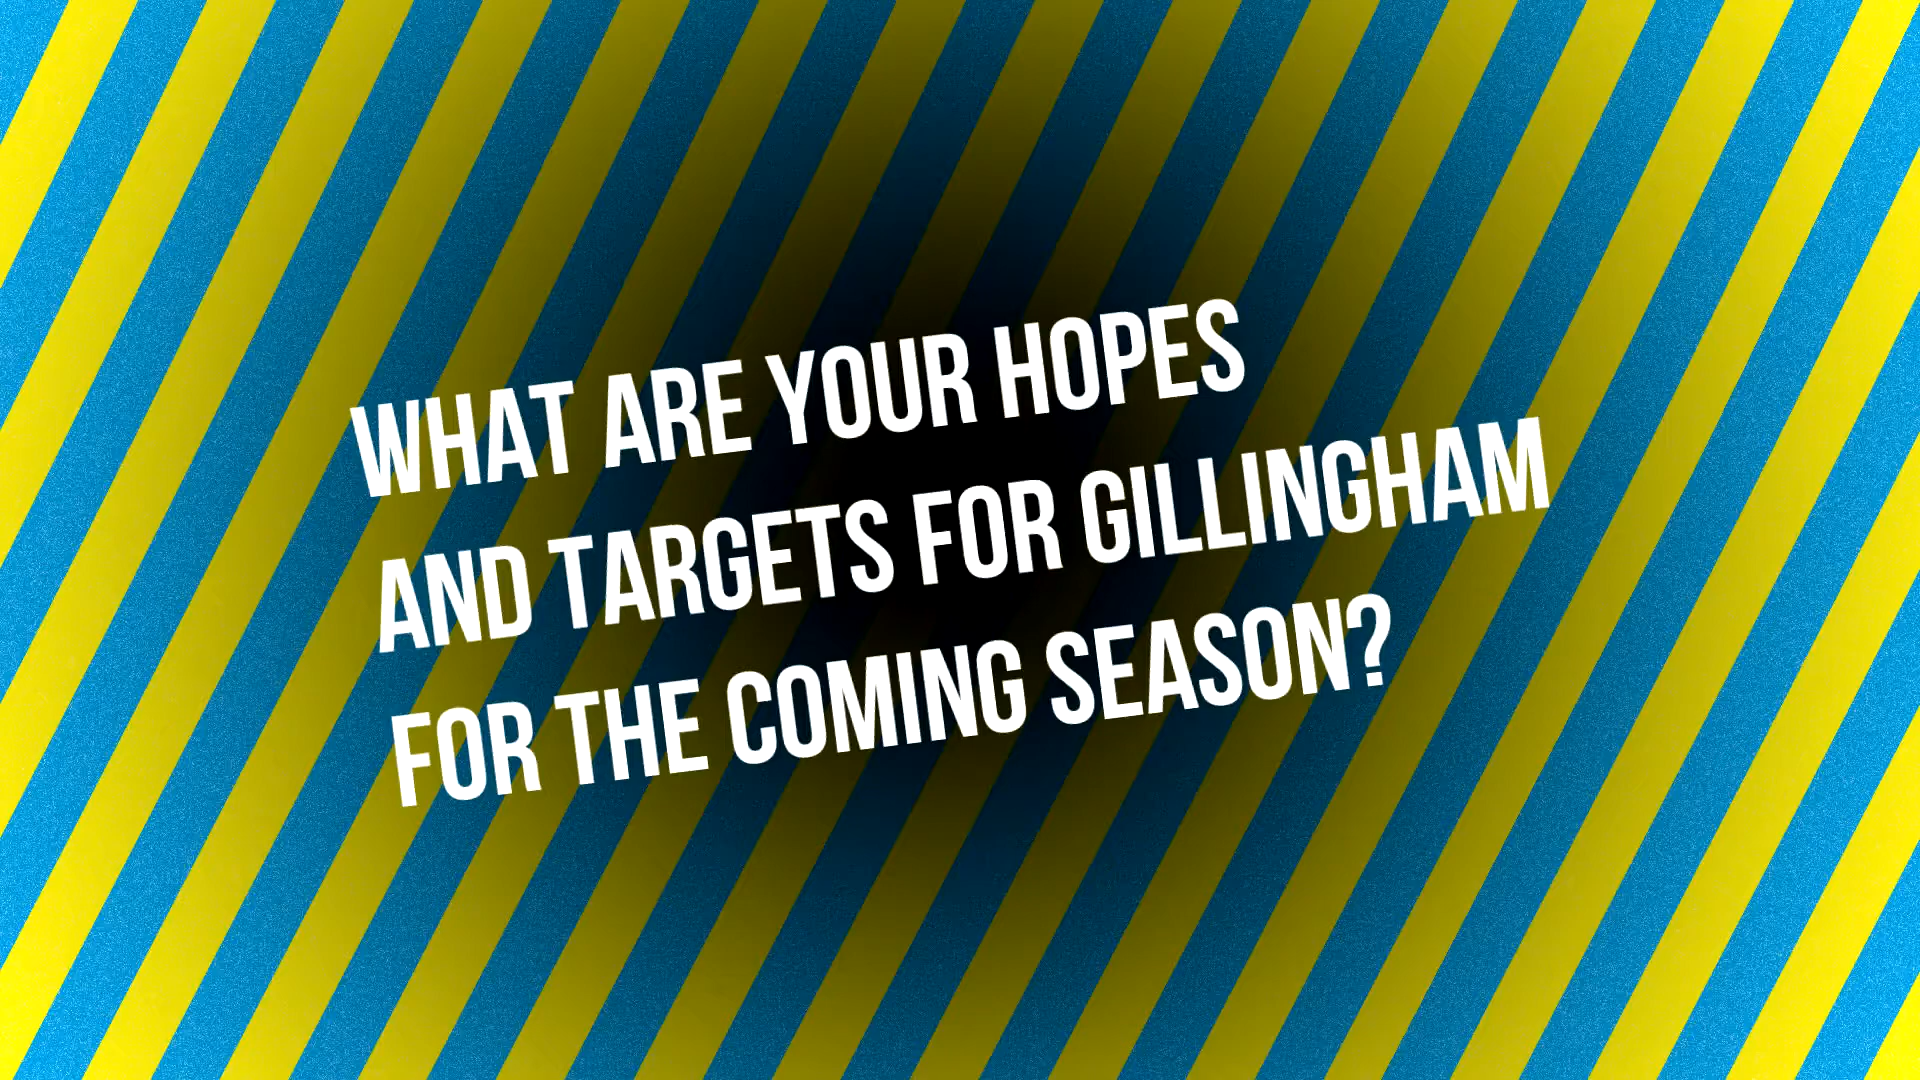 WHAT ARE YOUR HOPES
AND TARGETS FOR GILLINGHAM
FOR THE COMING SEASON?